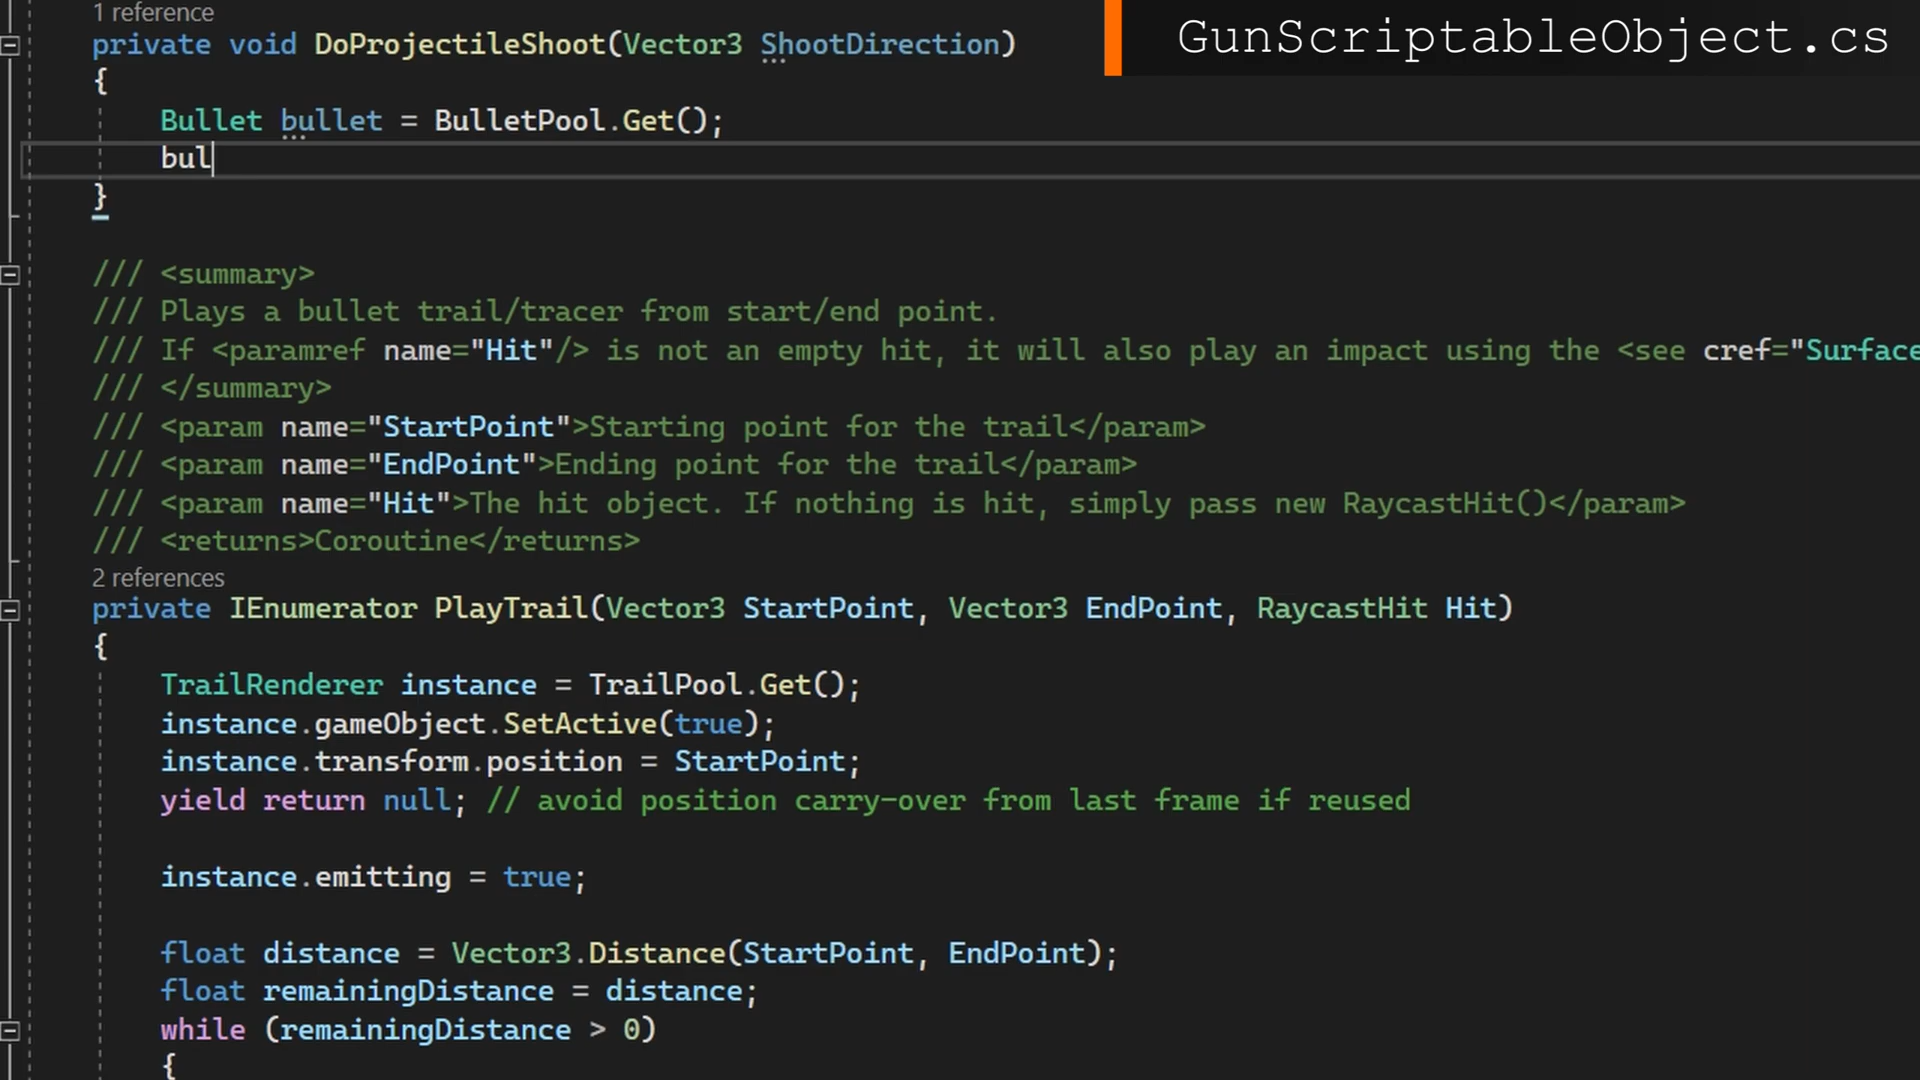 1 reference
GunScriptableObject.cs
private void DoProjectileShoot(Vector3 ShootDirection)
{
Bullet bullet = BulletPool.Get();
bul
}
/// <summary>
/// Plays a bullet trail/tracer from start/end point.
/// If <paramref name="Hit"/> is not an empty hit, it will also play an impact using the <see cref="Surface
/// </summary>
/// <param name="StartPoint">Starting point for the trail</param>
/// <param name="EndPoint">Ending point for the trail</param>
/// <param name="Hit">The hit object. If nothing is hit, simply pass new RaycastHit()</param>
/// <returns>Coroutine</returns>
2 references
private IEnumerator PlayTrail(Vector3 StartPoint, Vector3 EndPoint, RaycastHit Hit)
{
TrailRenderer instance = TrailPool.Get();
instance.gameObject.SetActive(true);
instance.transform.position = StartPoint;
yield return null; // avoid position carry-over from last frame if reused
instance.emitting = true;
float distance = Vector3.Distance(StartPoint, EndPoint);
float remainingDistance = distance;
while (remainingDistance > 0)
{